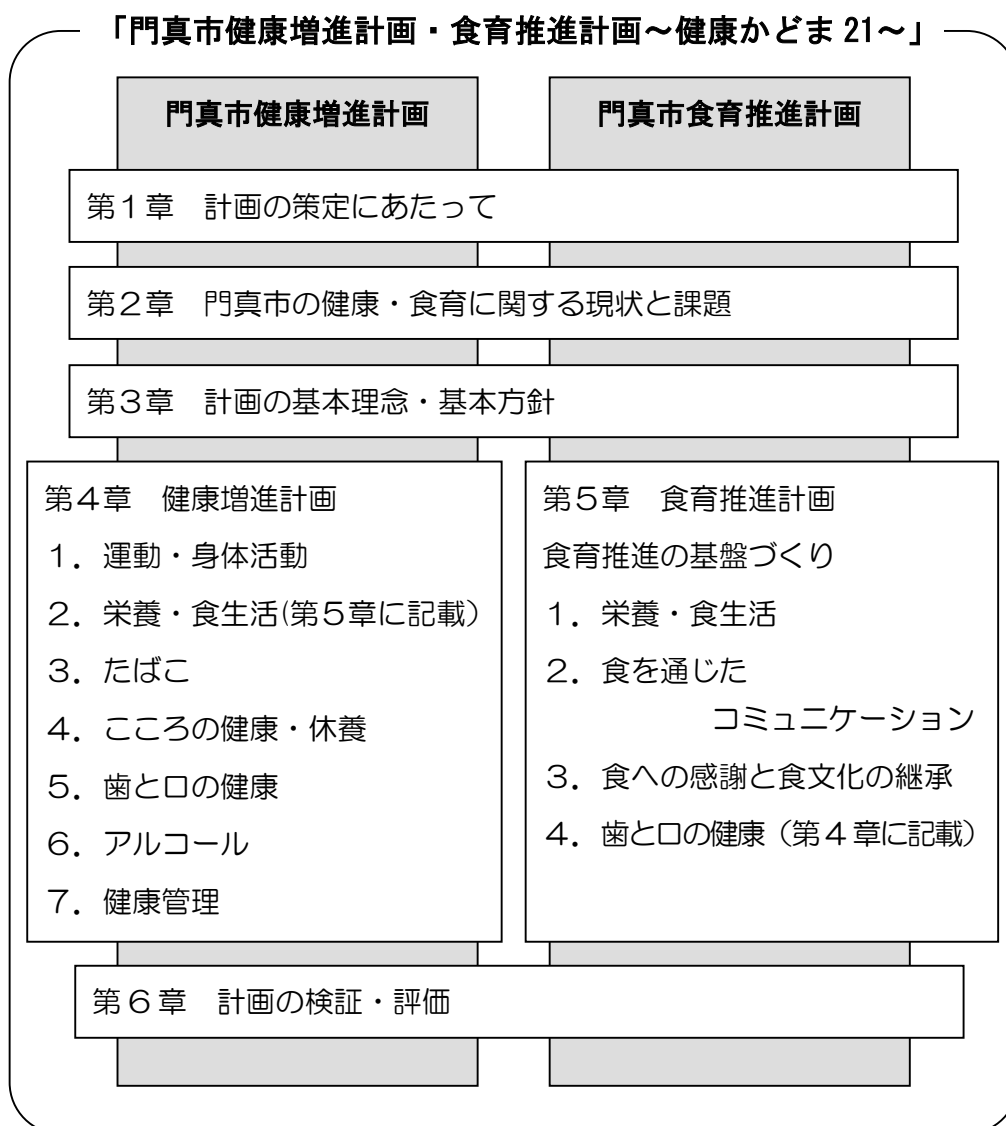 「門真市健康増進計画・食育推進計画～健康かどま 21～」
門真市健康増進計画
門真市食育推進計画
第１章　計画の策定にあたって
第２章　門真市の健康・食育に関する現状と課題
第３章　計画の基本理念・基本方針
第４章　健康増進計画
１．運動・身体活動
２．栄養・食生活(第５章に記載）
３．たばこ
４．こころの健康・休養
５．歯と口の健康
６．アルコール
７．健康管理
第５章　食育推進計画
食育推進の基盤づくり
１．栄養・食生活
２．食を通じた
コミュニケーション
３．食への感謝と食文化の継承
４．歯と口の健康（第４章に記載）
第６章　計画の検証・評価